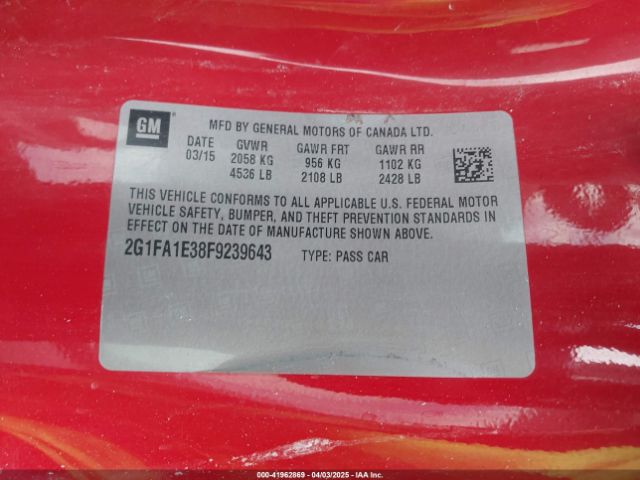 GM
MFD BY GENERAL MOTORS OF CANADA LTD.
DATE GVWR GAWR FRT GAWR RR
03/15 2058 KG 956 KG 1102 KG
4536 LB 2108 LB 2428 LB
THIS VEHICLE CONFORMS TO ALL APPLICABLE U.S. FEDERAL MOTOR
VEHICLE SAFETY, BUMPER, AND THEFT PREVENTION STANDARDS IN
EFFECT ON THE DATE OF MANUFACTURE SHOWN ABOVE.
2G1FA1E38F9239643 TYPE: PASS CAR
000-41962869 - 04/03/2025 - IAA Inc.